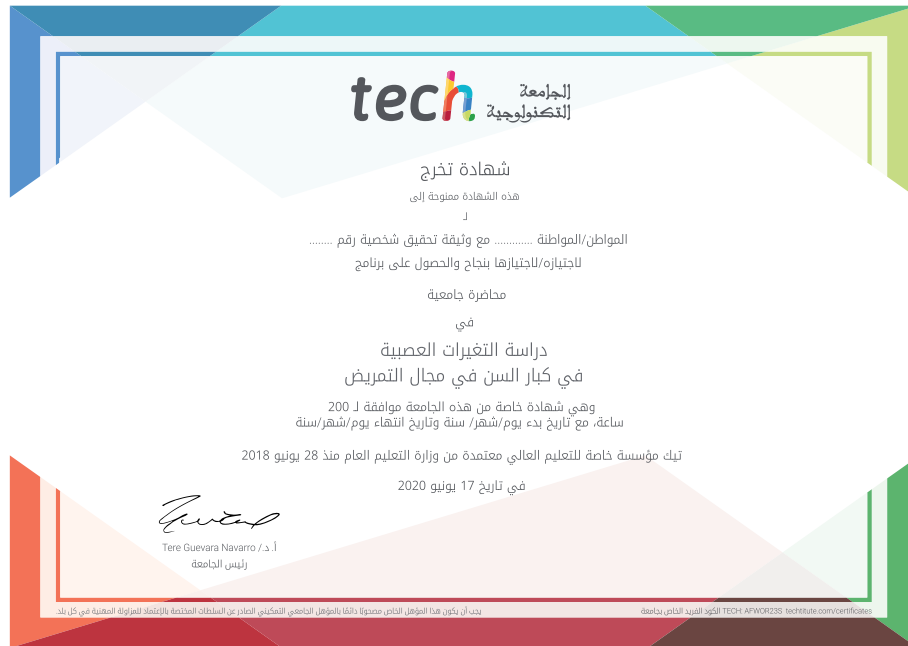 tech الجامعة
التكنولوجية
شهادة تخرج
هذه الشهادة ممنوحة إلى
لـ
المواطن/المواطنة ............. مع وثيقة تحقيق شخصية رقم ........
لاجتيازه/لاجتيازها بنجاح والحصول على برنامج
محاضرة جامعية
في
دراسة التغيرات العصبية
في كبار السن في مجال التمريض
وهي شهادة خاصة من هذه الجامعة موافقة لـ 200
ساعة، مع تاريخ بدء يوم/شهر/ سنة وتاريخ انتهاء يوم/شهر/سنة
تيك مؤسسة خاصة للتعليم العالي معتمدة من وزارة التعليم العام منذ 28 يونيو 2018
في تاريخ 17 يونيو 2020
أ. د./ Tere Guevara Navarro
رئيس الجامعة
يجب أن يكون هذا المؤهل الخاص مصحوبًا دائمًا بالمؤهل الجامعي التمكيني الصادر عن السلطات المختصة بالإعتماد للمزاولة المهنية في كل بلد.
الكود الفريد الخاص بجامعة TECH: AFWOR23S techtitute.com/certificates